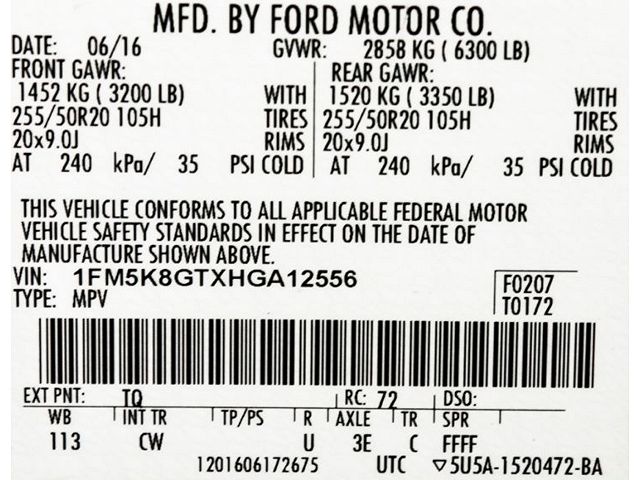 MFD. BY FORD MOTOR CO.
DATE: 06/16 GVWR: 2858 KG ( 6300 LB)
FRONT GAWR: REAR GAWR:
1452 KG ( 3200 LB) WITH 1520 KG ( 3350 LB) WITH
255/50R20 105H TIRES 255/50R20 105H TIRES
20x9.0J RIMS 20x9.0J RIMS
AT 240 kPa/ 35 PSI COLD AT 240 kPa/ 35 PSI COLD
THIS VEHICLE CONFORMS TO ALL APPLICABLE FEDERAL MOTOR
VEHICLE SAFETY STANDARDS IN EFFECT ON THE DATE OF
MANUFACTURE SHOWN ABOVE.
VIN: 1FM5K8GTXHGA12556 F0207
TYPE: MPV T0172
EXT PNT: TQ RC: 72 DSO:
WB INT TR TP/PS R AXLE TR SPR
113 CW U 3E C FFFF
1201606172675 UTC ▽5U5A-1520472-BA